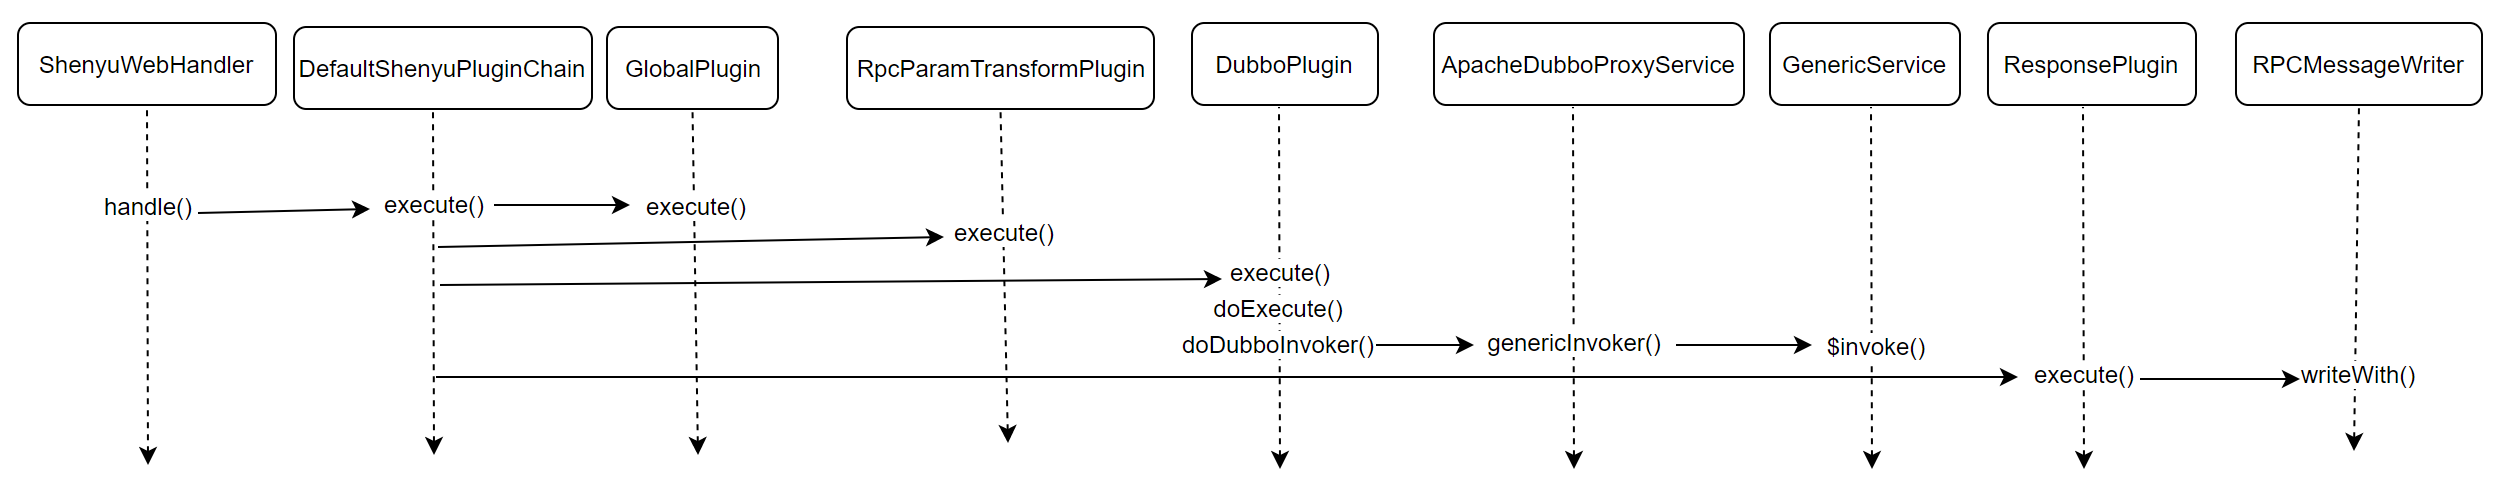 ShenyuWebHandler
DefaultShenyuPluginChain
GlobalPlugin
RpcParamTransformPlugin
DubboPlugin
ApacheDubboProxyService
GenericService
ResponsePlugin
RPCMessageWriter
handle()
execute()
execute()
execute()
execute()
doExecute()
doDubboInvoker()
genericInvoker()
$invoke()
execute()
writeWith()